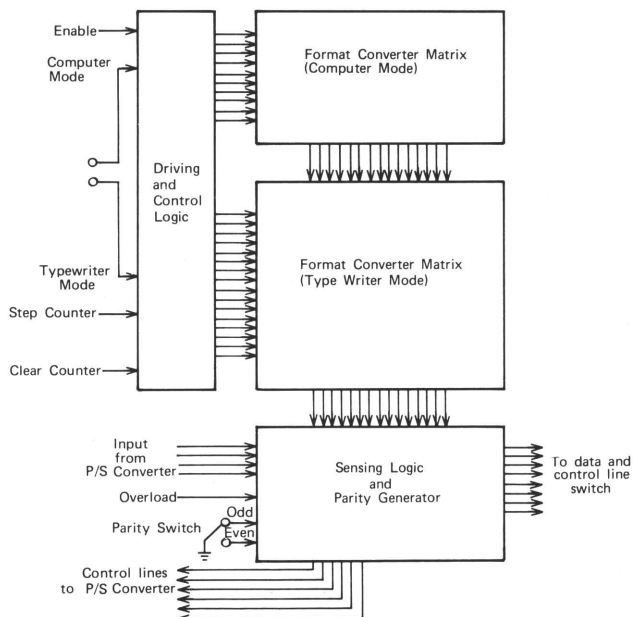 Enable
Computer
Mode
Format Converter Matrix
(Computer Mode)
Driving
and
Control
Logic
Format Converter Matrix
(Type Writer Mode)
Typewriter
Mode
Step Counter
Clear Counter
Input
from
P/S Converter
Overload
Odd
Parity Switch
Even
Sensing Logic
and
Parity Generator
To data and
control line
switch
Control lines
to P/S Converter